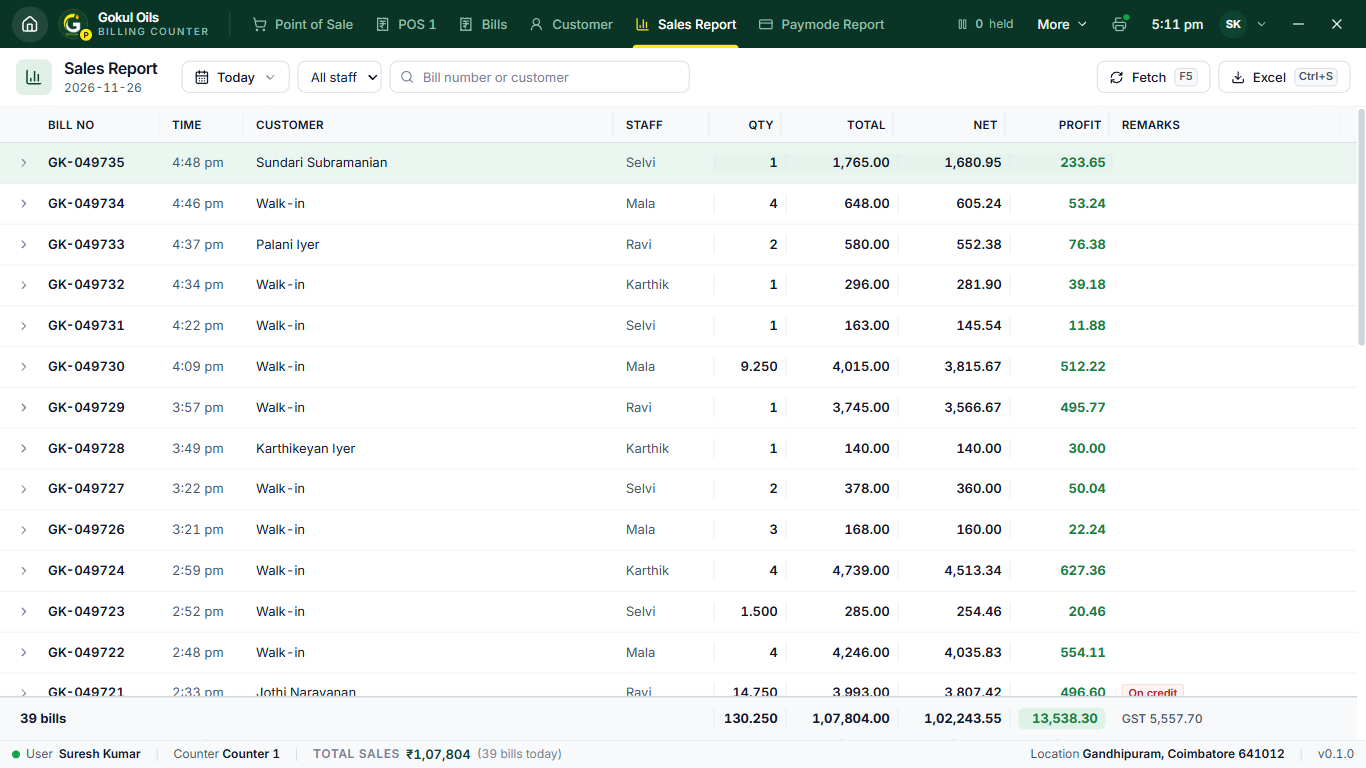 Gokul Oils
BILLING COUNTER
G P
Point of Sale
POS 1
Bills
Customer
Sales Report
Paymode Report
0 held
More
5:11 pm
SK
Sales Report
2026-11-26
Today
All staff
Bill number or customer
Fetch F5
Excel Ctrl+S
BILL NO TIME CUSTOMER STAFF QTY TOTAL NET PROFIT REMARKS
GK-049735 4:48 pm Sundari Subramanian Selvi 1 1,765.00 1,680.95 233.65
GK-049734 4:46 pm Walk-in Mala 4 648.00 605.24 53.24
GK-049733 4:37 pm Palani Iyer Ravi 2 580.00 552.38 76.38
GK-049732 4:34 pm Walk-in Karthik 1 296.00 281.90 39.18
GK-049731 4:22 pm Walk-in Selvi 1 163.00 145.54 11.88
GK-049730 4:09 pm Walk-in Mala 9.250 4,015.00 3,815.67 512.22
GK-049729 3:57 pm Walk-in Ravi 1 3,745.00 3,566.67 495.77
GK-049728 3:49 pm Karthikeyan Iyer Karthik 1 140.00 140.00 30.00
GK-049727 3:22 pm Walk-in Selvi 2 378.00 360.00 50.04
GK-049726 3:21 pm Walk-in Mala 3 168.00 160.00 22.24
GK-049724 2:59 pm Walk-in Karthik 4 4,739.00 4,513.34 627.36
GK-049723 2:52 pm Walk-in Selvi 1.500 285.00 254.46 20.46
GK-049722 2:48 pm Walk-in Mala 4 4,246.00 4,035.83 554.11
GK-049721 2:33 pm Jothi Narayanan Ravi 14.750 3,993.00 3,807.42 496.60 On credit
39 bills 130.250 1,07,804.00 1,02,243.55 13,538.30 GST 5,557.70
User Suresh Kumar Counter Counter 1 TOTAL SALES ₹1,07,804 (39 bills today) Location Gandhipuram, Coimbatore 641012 v0.1.0